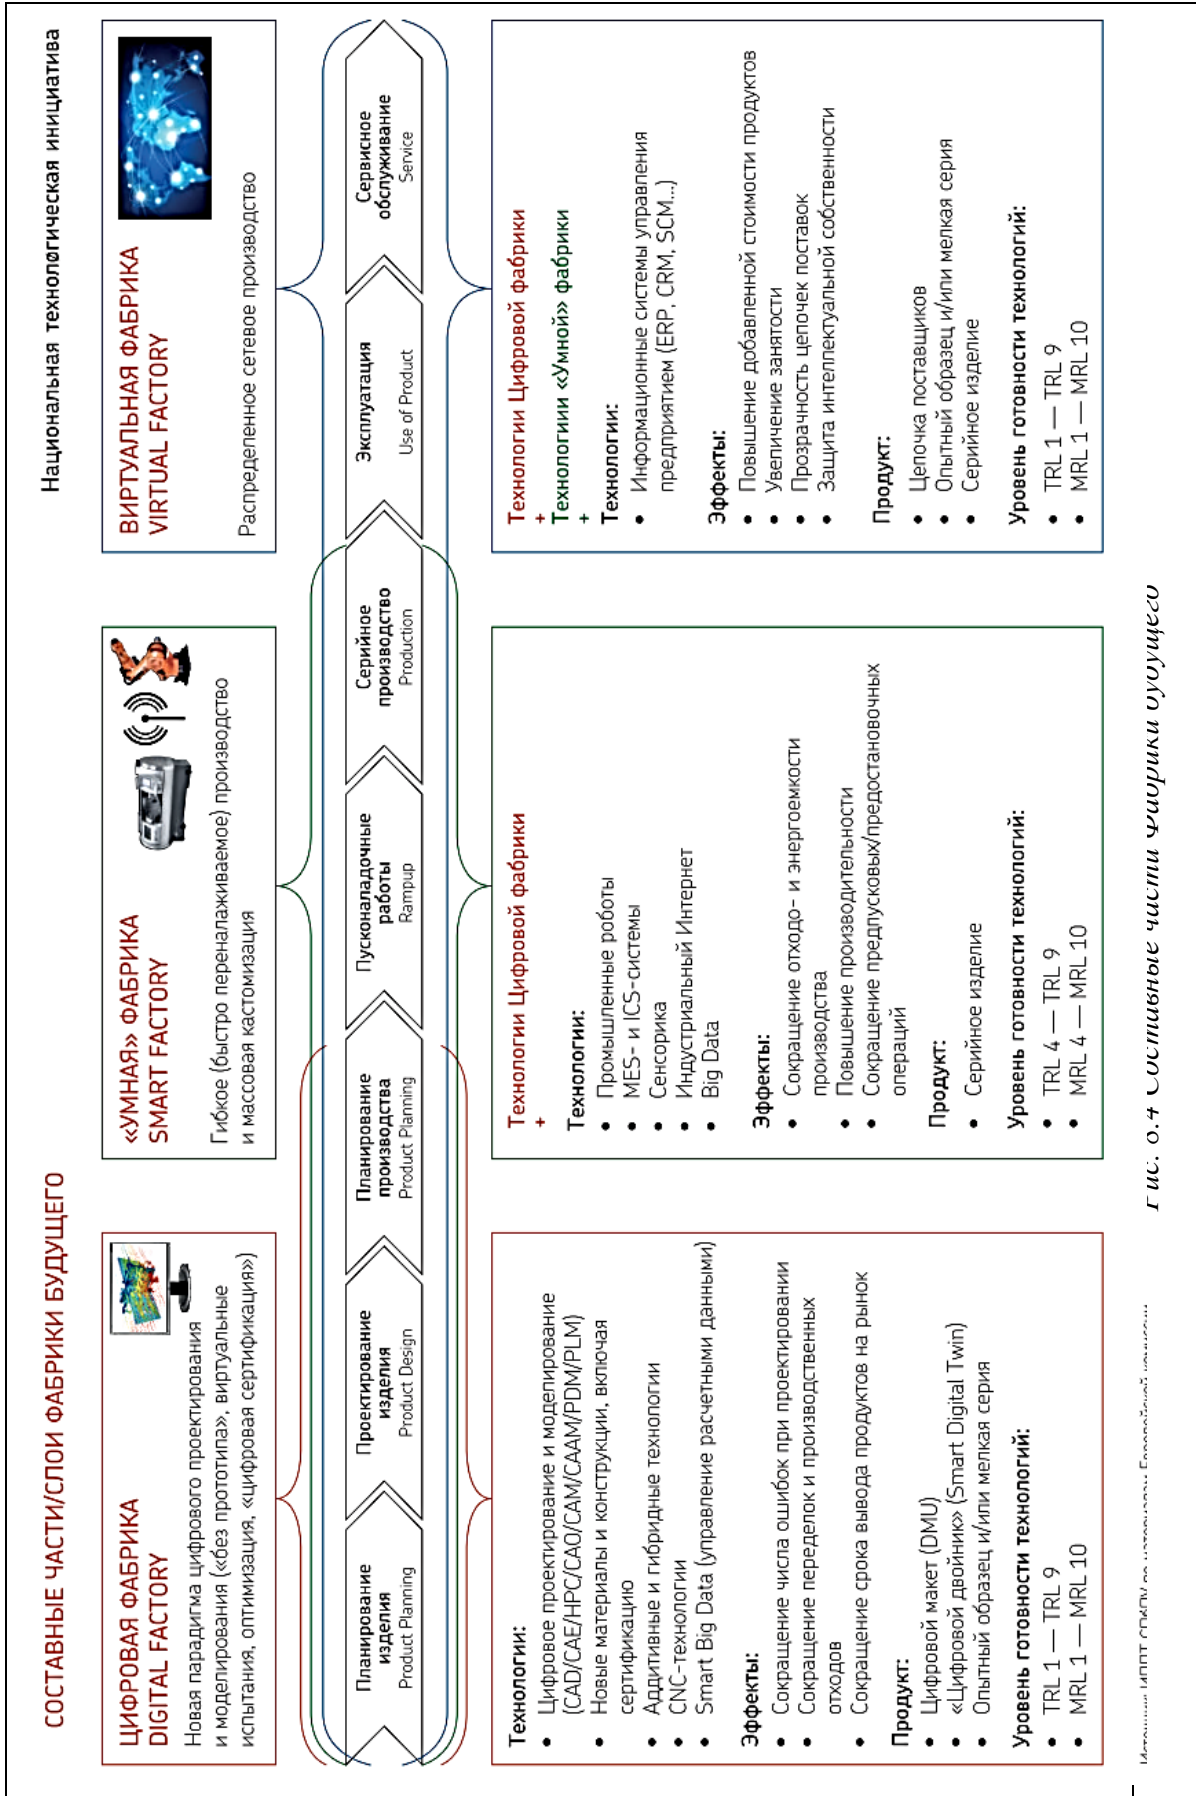 Национальная технологическая инициатива
СОСТАВНЫЕ ЧАСТИ/СЛОИ ФАБРИКИ БУДУЩЕГО
ЦИФРОВАЯ ФАБРИКА
DIGITAL FACTORY
Новая парадигма цифрового проектирования
и моделирования («без прототипа», виртуальные
испытания, оптимизация, «цифровая сертификация»)
«УМНАЯ» ФАБРИКА
SMART FACTORY
Гибкое (быстро переналаживаемое) производство
и массовая кастомизация
ВИРТУАЛЬНАЯ ФАБРИКА
VIRTUAL FACTORY
Распределенное сетевое производство
Планирование
изделия
Product Planning
Проектирование
изделия
Product Design
Планирование
производства
Product Planning
Пусконаладочные
работы
Rampup
Серийное
производство
Production
Эксплуатация
Use of Product
Сервисное
обслуживание
Service
Технологии:
• Цифровое проектирование и моделирование
(CAD/CAE/HPC/CAO/CAM/CAAM/PDM/PLM)
• Новые материалы и конструкции, включая
сертификацию
• Аддитивные и гибридные технологии
• CNC-технологии
• Smart Big Data (управление расчетными данными)
Эффекты:
• Сокращение числа ошибок при проектировании
• Сокращение переделок и производственных
отходов
• Сокращение срока вывода продуктов на рынок
Продукт:
• Цифровой макет (DMU)
• «Цифровой двойник» (Smart Digital Twin)
• Опытный образец и/или мелкая серия
Уровень готовности технологий:
• TRL 1 — TRL 9
• MRL 1 — MRL 10
Технологии Цифровой фабрики
+
Технологии:
• Промышленные роботы
• MES- и ICS-системы
• Сенсорика
• Индустриальный Интернет
• Big Data
Эффекты:
• Сокращение отходо- и энергоемкости
производства
• Повышение производительности
• Сокращение предпусковых/предостановочных
операций
Продукт:
• Серийное изделие
Уровень готовности технологий:
• TRL 4 — TRL 9
• MRL 4 — MRL 10
Технологии Цифровой фабрики
+
Технологии «Умной» фабрики
+
Технологии:
• Информационные системы управления
предприятием (ERP, CRM, SCM...)
Эффекты:
• Повышение добавленной стоимости продуктов
• Увеличение занятости
• Прозрачность цепочек поставок
• Защита интеллектуальной собственности
Продукт:
• Цепочка поставщиков
• Опытный образец и/или мелкая серия
• Серийное изделие
Уровень готовности технологий:
• TRL 1 — TRL 9
• MRL 1 — MRL 10
Рис. 6.4 Составные части Фабрики будущего